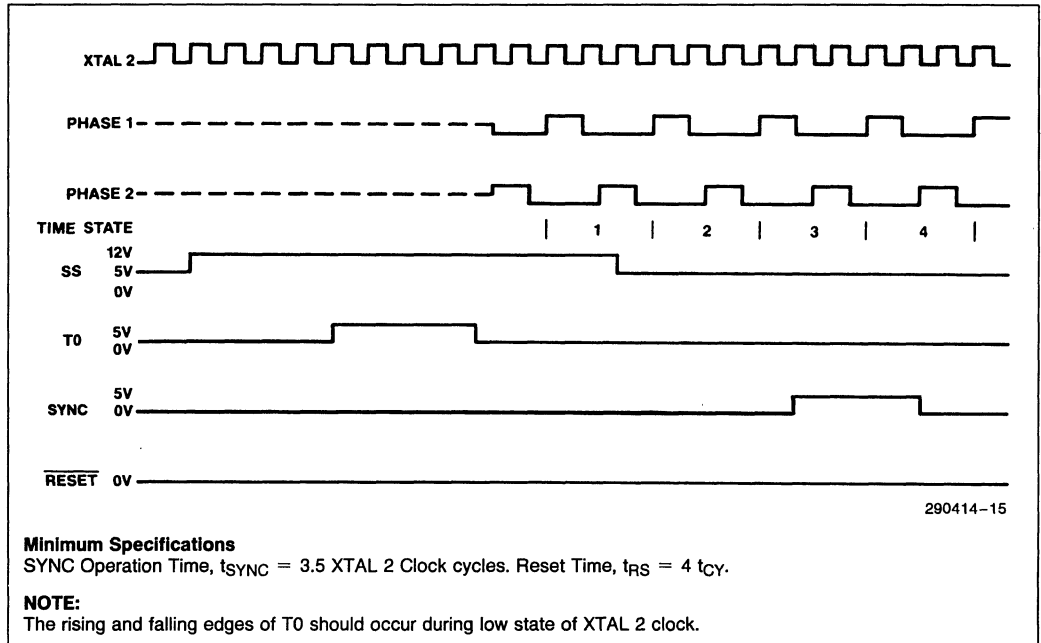 XTAL 2
PHASE 1
PHASE 2
TIME STATE
1 2 3 4
12V
SS 5V
0V
T0 5V
0V
5V
SYNC 0V
RESET 0V
290414-15
Minimum Specifications
SYNC Operation Time, tSYNC = 3.5 XTAL 2 Clock cycles. Reset Time, tRS = 4 tCY.
NOTE:
The rising and falling edges of T0 should occur during low state of XTAL 2 clock.